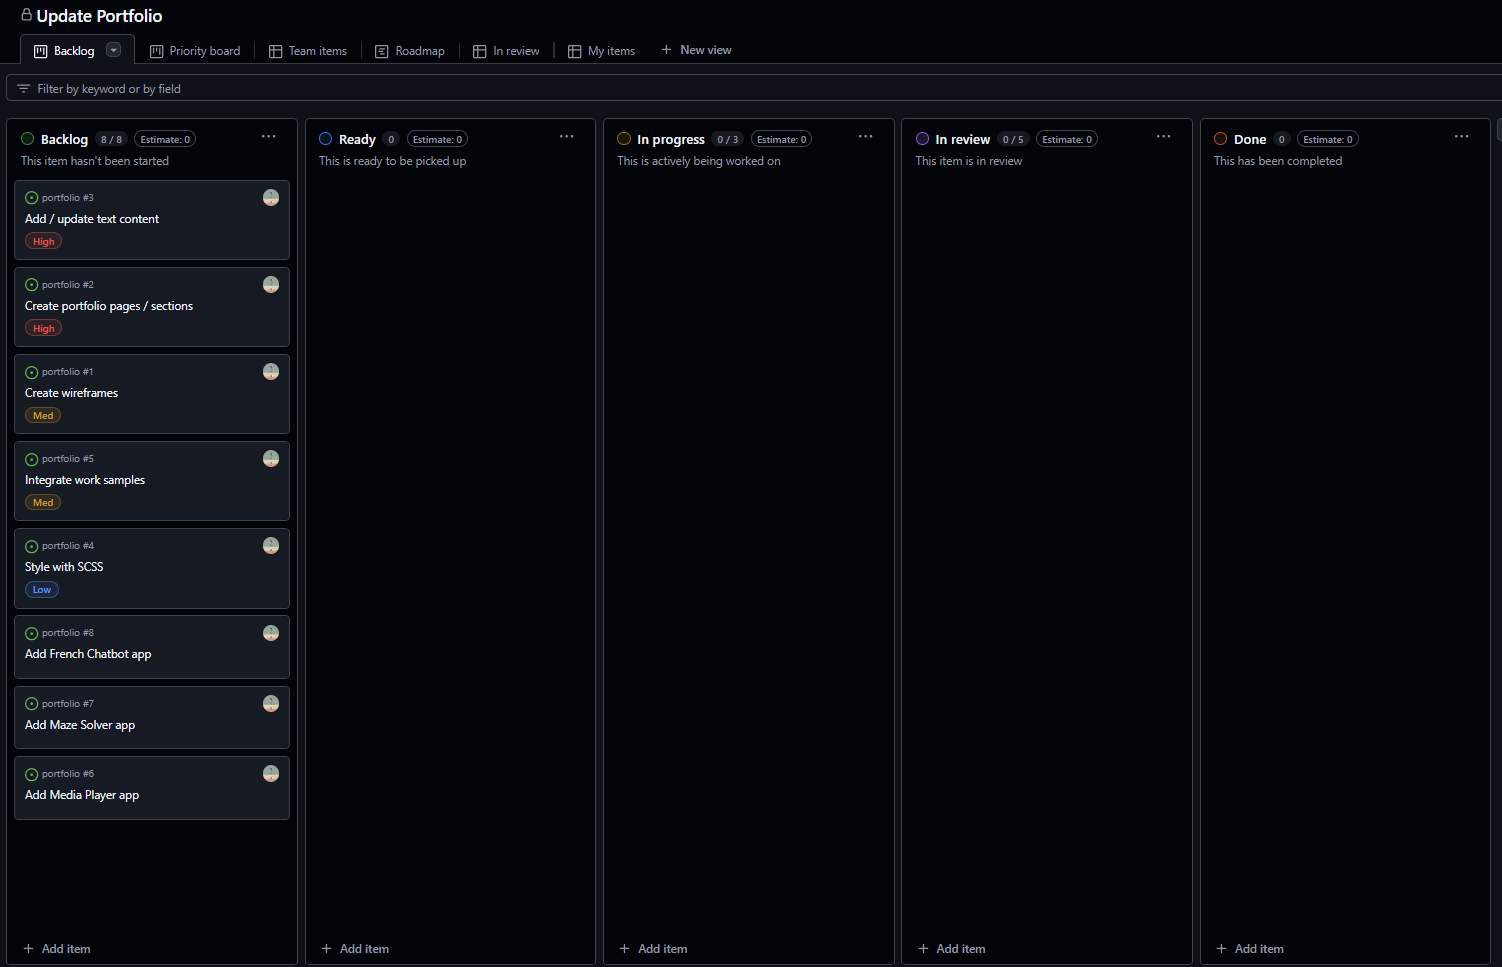 Update Portfolio
Backlog
Priority board
Team items
Roadmap
In review
My items
New view
Filter by keyword or by field
Backlog 8 / 8 Estimate: 0
This item hasn't been started
portfolio #3
Add / update text content
High
portfolio #2
Create portfolio pages / sections
High
portfolio #1
Create wireframes
Med
portfolio #5
Integrate work samples
Med
portfolio #4
Style with SCSS
Low
portfolio #8
Add French Chatbot app
portfolio #7
Add Maze Solver app
portfolio #6
Add Media Player app
+ Add item
Ready 0 Estimate: 0
This is ready to be picked up
+ Add item
In progress 0 / 3 Estimate: 0
This is actively being worked on
+ Add item
In review 0 / 5 Estimate: 0
This item is in review
+ Add item
Done 0 Estimate: 0
This has been completed
+ Add item